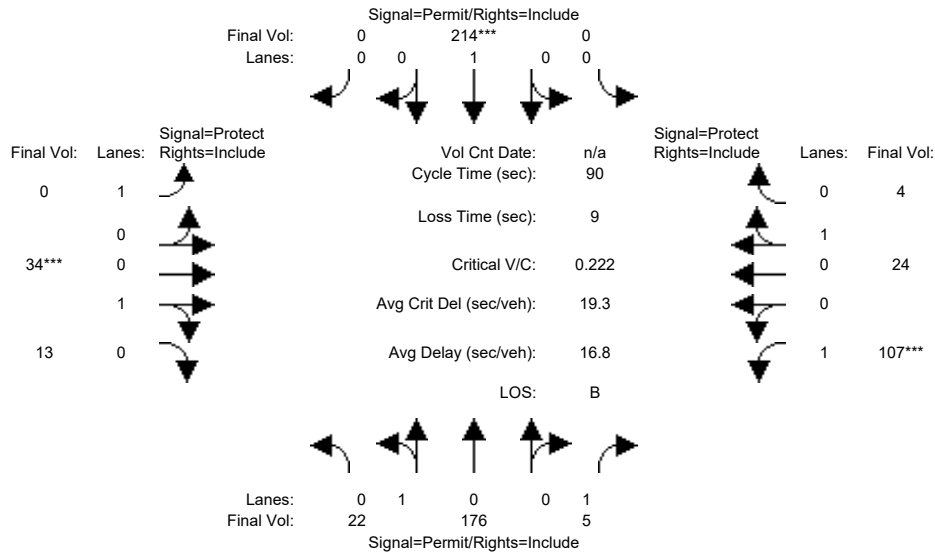 Signal=Permit/Rights=Include
Final Vol: 0 214*** 0
Lanes: 0 0 1 0 0
Signal=Protect Signal=Protect
Final Vol: Lanes: Rights=Include Vol Cnt Date: n/a Rights=Include Lanes: Final Vol:
Cycle Time (sec): 90
0 1 0 4
Loss Time (sec): 9
0 1
34*** 0 Critical V/C: 0.222 0 24
1 Avg Crit Del (sec/veh): 19.3 0
13 0 Avg Delay (sec/veh): 16.8 1 107***
LOS: B
Lanes: 0 1 0 0 1
Final Vol: 22 176 5
Signal=Permit/Rights=Include